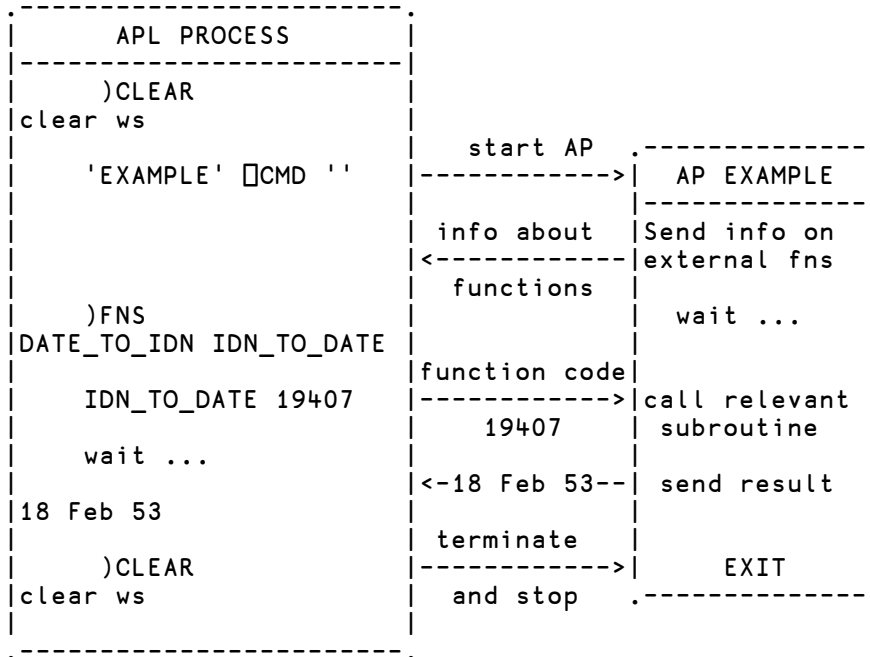 .------------------------.
|      APL PROCESS       |
|------------------------|
|     )CLEAR             |
|clear ws                |
|                        |   start AP  .--------------
|    'EXAMPLE' ⎕CMD ''   |------------>|  AP EXAMPLE
|                        |             |--------------
|                        | info about  |Send info on
|                        |<------------|external fns
|                        |  functions  |
|    )FNS                |             |  wait ...
|DATE_TO_IDN IDN_TO_DATE |             |
|                        |function code|
|    IDN_TO_DATE 19407   |------------>|call relevant
|                        |    19407    | subroutine
|    wait ...            |             |
|                        |<-18 Feb 53--| send result
|18 Feb 53               |             |
|                        | terminate   |
|     )CLEAR             |------------>|     EXIT
|clear ws                |  and stop   .--------------
|                        |
.------------------------.